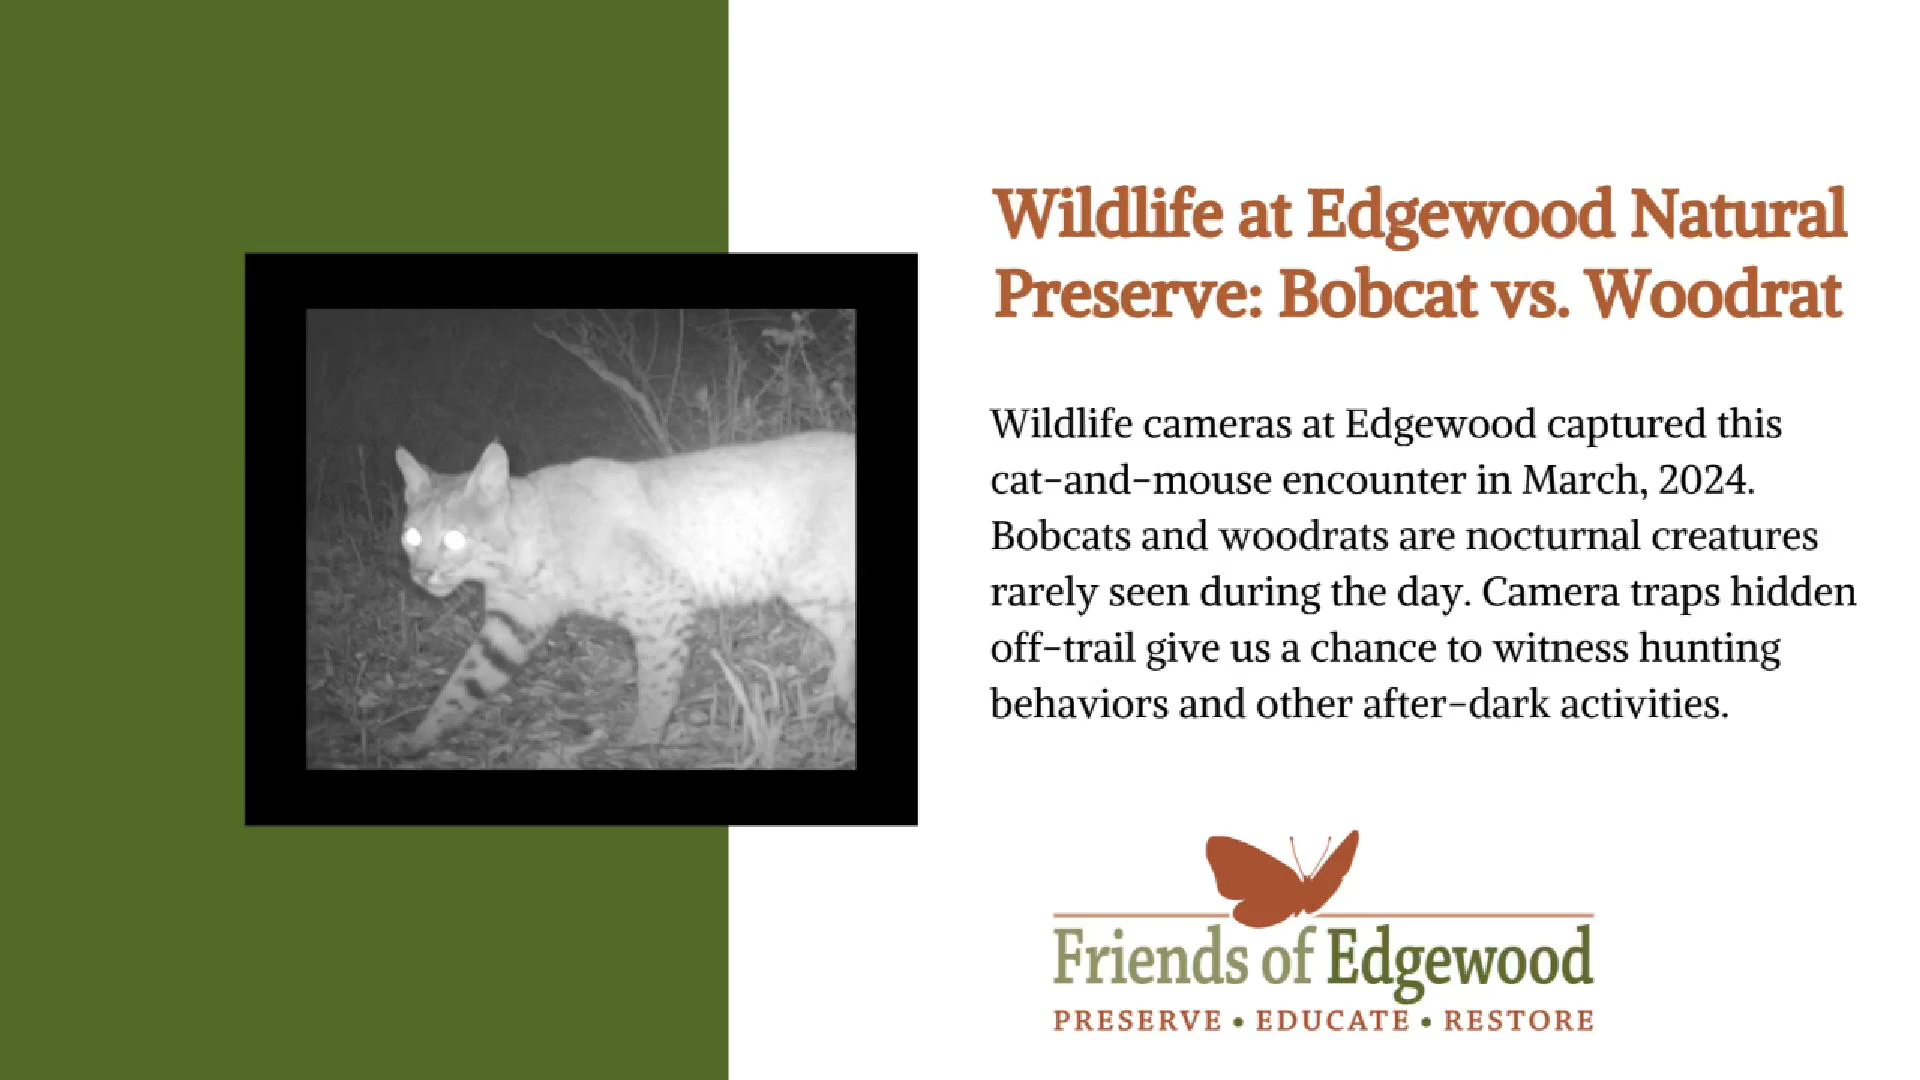 Wildlife at Edgewood Natural
Preserve: Bobcat vs. Woodrat
Wildlife cameras at Edgewood captured this
cat-and-mouse encounter in March, 2024.
Bobcats and woodrats are nocturnal creatures
rarely seen during the day. Camera traps hidden
off-trail give us a chance to witness hunting
behaviors and other after-dark activities.
Friends of Edgewood
PRESERVE • EDUCATE • RESTORE